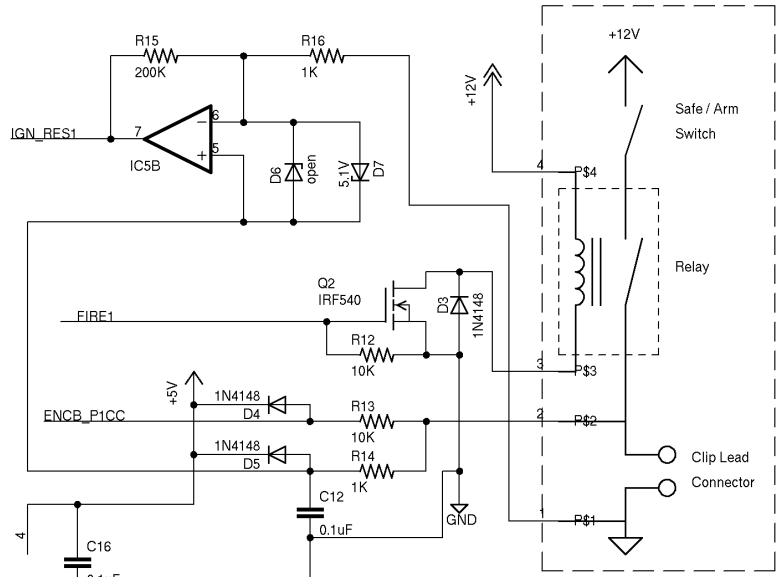 +12V
R15
R16
200K
1K
+12V
Safe / Arm
Switch
IGN_RES1
7
6
5
IC5B
4
P$4
D6
open
5.1V
D7
Relay
Q2
IRF540
D3
1N4148
FIRE1
R12
10K
3
P$3
+5V
1N4148
D4
R13
10K
ENCB_P1CC
2
P$2
1N4148
D5
R14
1K
Clip Lead
Connector
C12
0.1uF
GND
1
P$1
4
C16
0.1uF